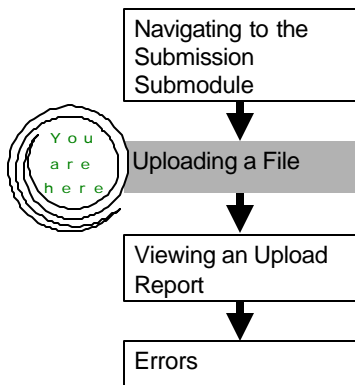 Navigating to the
Submission
Submodule
You
are
here
Uploading a File
Viewing an Upload
Report
Errors